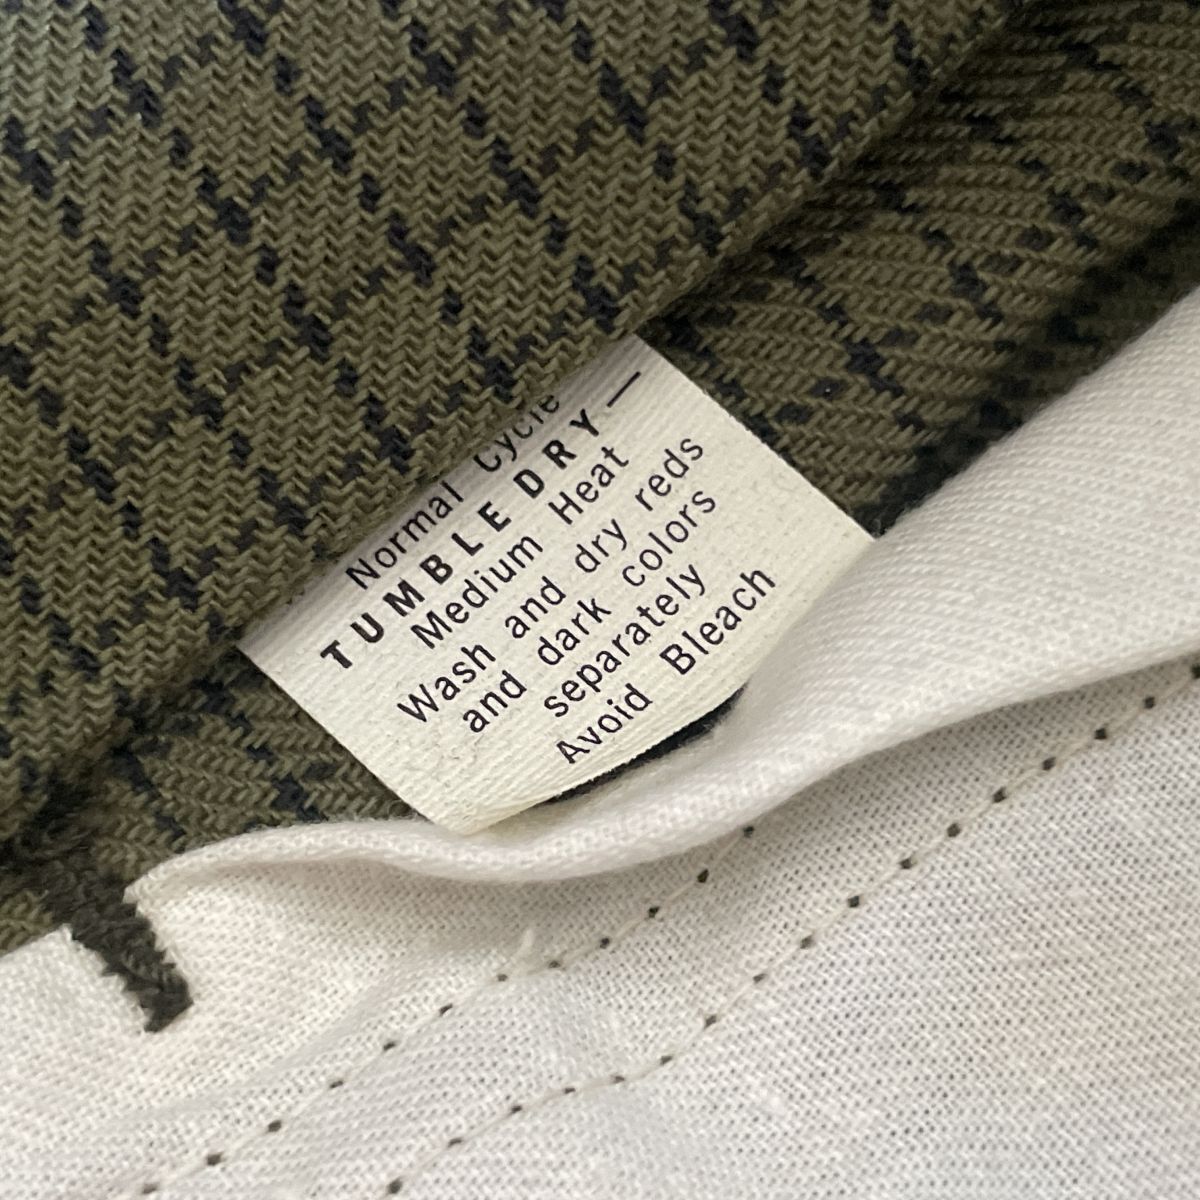 Normal Cycle
TUMBLE DRY—
Medium Heat
Wash and dry reds
and dark colors
separately
Avoid Bleach